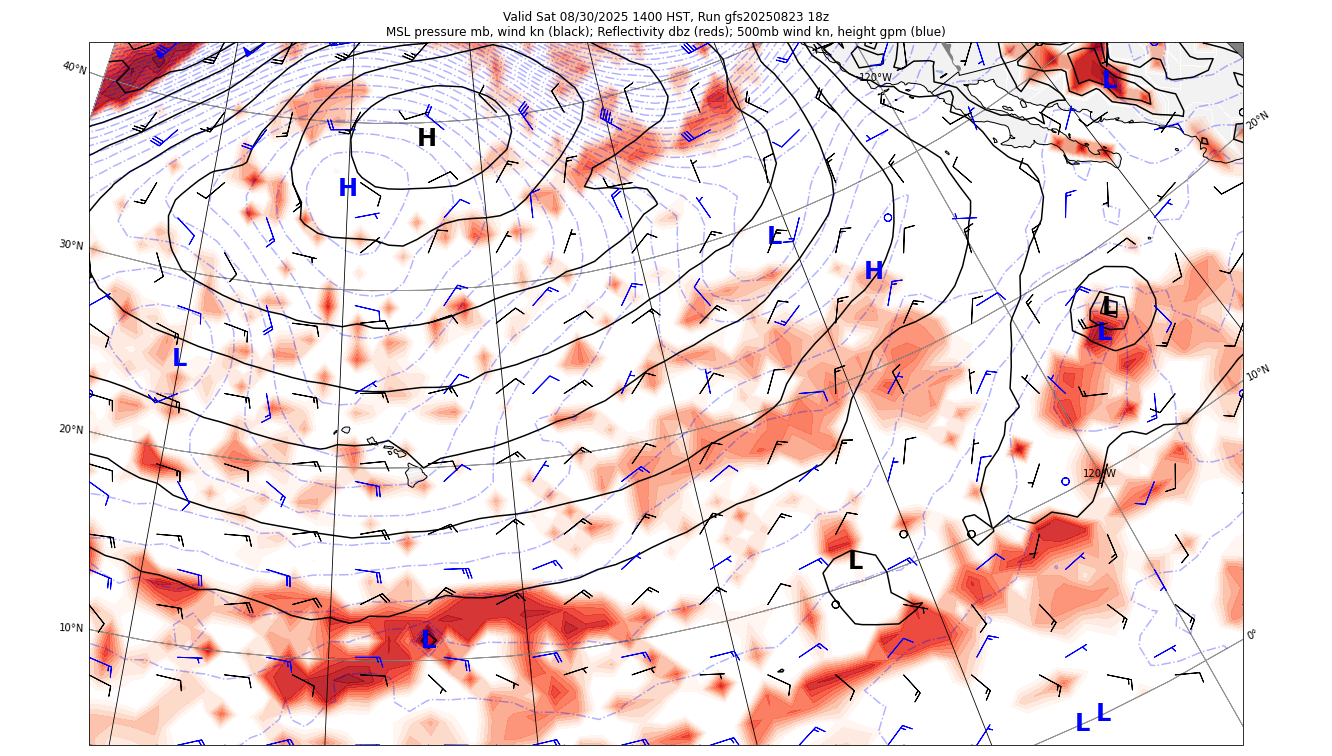 Valid Sat 08/30/2025 1400 HST, Run gfs20250823 18z
MSL pressure mb, wind kn (black); Reflectivity dbz (reds); 500mb wind kn, height gpm (blue)
40°N
120°W
L
20°N
H
H
30°N
L
H
L
L
L
10°N
20°N
120°W
L
10°N
L
0°
L
L